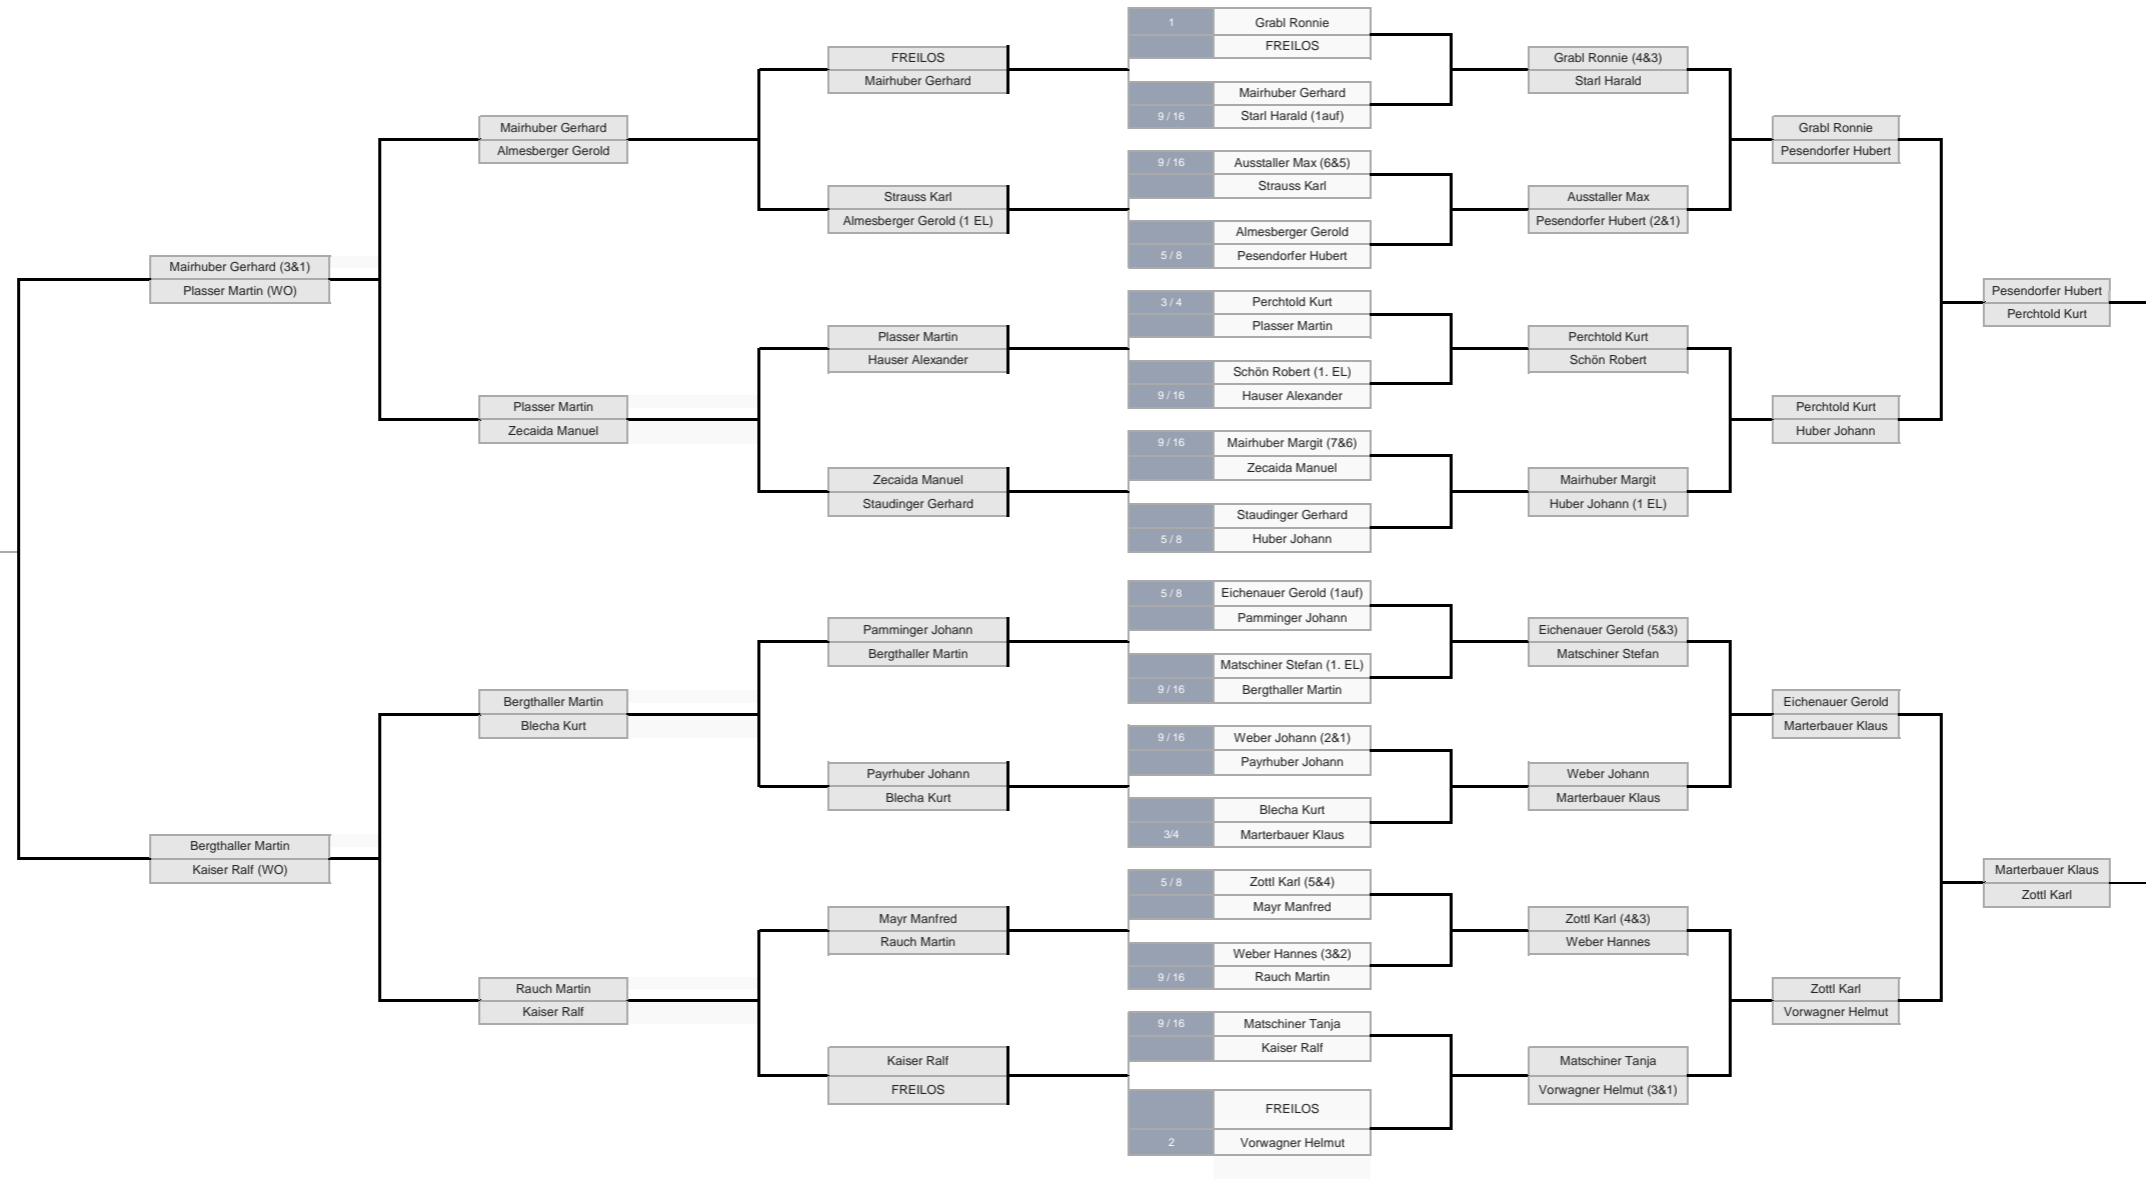 Mairhuber Gerhard (3&1)
Plasser Martin (WO)
Bergthaller Martin
Kaiser Ralf (WO)
Mairhuber Gerhard
Almesberger Gerold
Plasser Martin
Zecaida Manuel
Bergthaller Martin
Blecha Kurt
Rauch Martin
Kaiser Ralf
FREILOS
Mairhuber Gerhard
Strauss Karl
Almesberger Gerold (1 EL)
Plasser Martin
Hauser Alexander
Zecaida Manuel
Staudinger Gerhard
Pamminger Johann
Bergthaller Martin
Payrhuber Johann
Blecha Kurt
Mayr Manfred
Rauch Martin
Kaiser Ralf
FREILOS
1 Grabl Ronnie
FREILOS
Mairhuber Gerhard
9 / 16 Starl Harald (1auf)
9 / 16 Ausstaller Max (6&5)
Strauss Karl
Almesberger Gerold
5 / 8 Pesendorfer Hubert
3 / 4 Perchtold Kurt
Plasser Martin
Schön Robert (1. EL)
9 / 16 Hauser Alexander
9 / 16 Mairhuber Margit (7&6)
Zecaida Manuel
Staudinger Gerhard
5 / 8 Huber Johann
5 / 8 Eichenauer Gerold (1auf)
Pamminger Johann
Matschiner Stefan (1. EL)
9 / 16 Bergthaller Martin
9 / 16 Weber Johann (2&1)
Payrhuber Johann
Blecha Kurt
3/4 Marterbauer Klaus
5 / 8 Zottl Karl (5&4)
Mayr Manfred
Weber Hannes (3&2)
9 / 16 Rauch Martin
9 / 16 Matschiner Tanja
Kaiser Ralf
FREILOS
2 Vorwagner Helmut
Grabl Ronnie (4&3)
Starl Harald
Ausstaller Max
Pesendorfer Hubert (2&1)
Perchtold Kurt
Schön Robert
Mairhuber Margit
Huber Johann (1 EL)
Eichenauer Gerold (5&3)
Matschiner Stefan
Weber Johann
Marterbauer Klaus
Zottl Karl (4&3)
Weber Hannes
Matschiner Tanja
Vorwagner Helmut (3&1)
Grabl Ronnie
Pesendorfer Hubert
Perchtold Kurt
Huber Johann
Eichenauer Gerold
Marterbauer Klaus
Zottl Karl
Vorwagner Helmut
Pesendorfer Hubert
Perchtold Kurt
Marterbauer Klaus
Zottl Karl